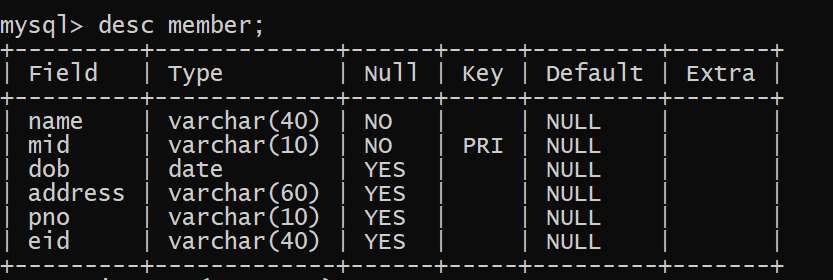 mysql> desc member;
+---------+-------------+------+-----+---------+-------+
| Field   | Type        | Null | Key | Default | Extra |
+---------+-------------+------+-----+---------+-------+
| name    | varchar(40) | NO   |     | NULL    |       |
| mid     | varchar(10) | NO   | PRI | NULL    |       |
| dob     | date        | YES  |     | NULL    |       |
| address | varchar(60) | YES  |     | NULL    |       |
| pno     | varchar(10) | YES  |     | NULL    |       |
| eid     | varchar(40) | YES  |     | NULL    |       |
+---------+-------------+------+-----+---------+-------+